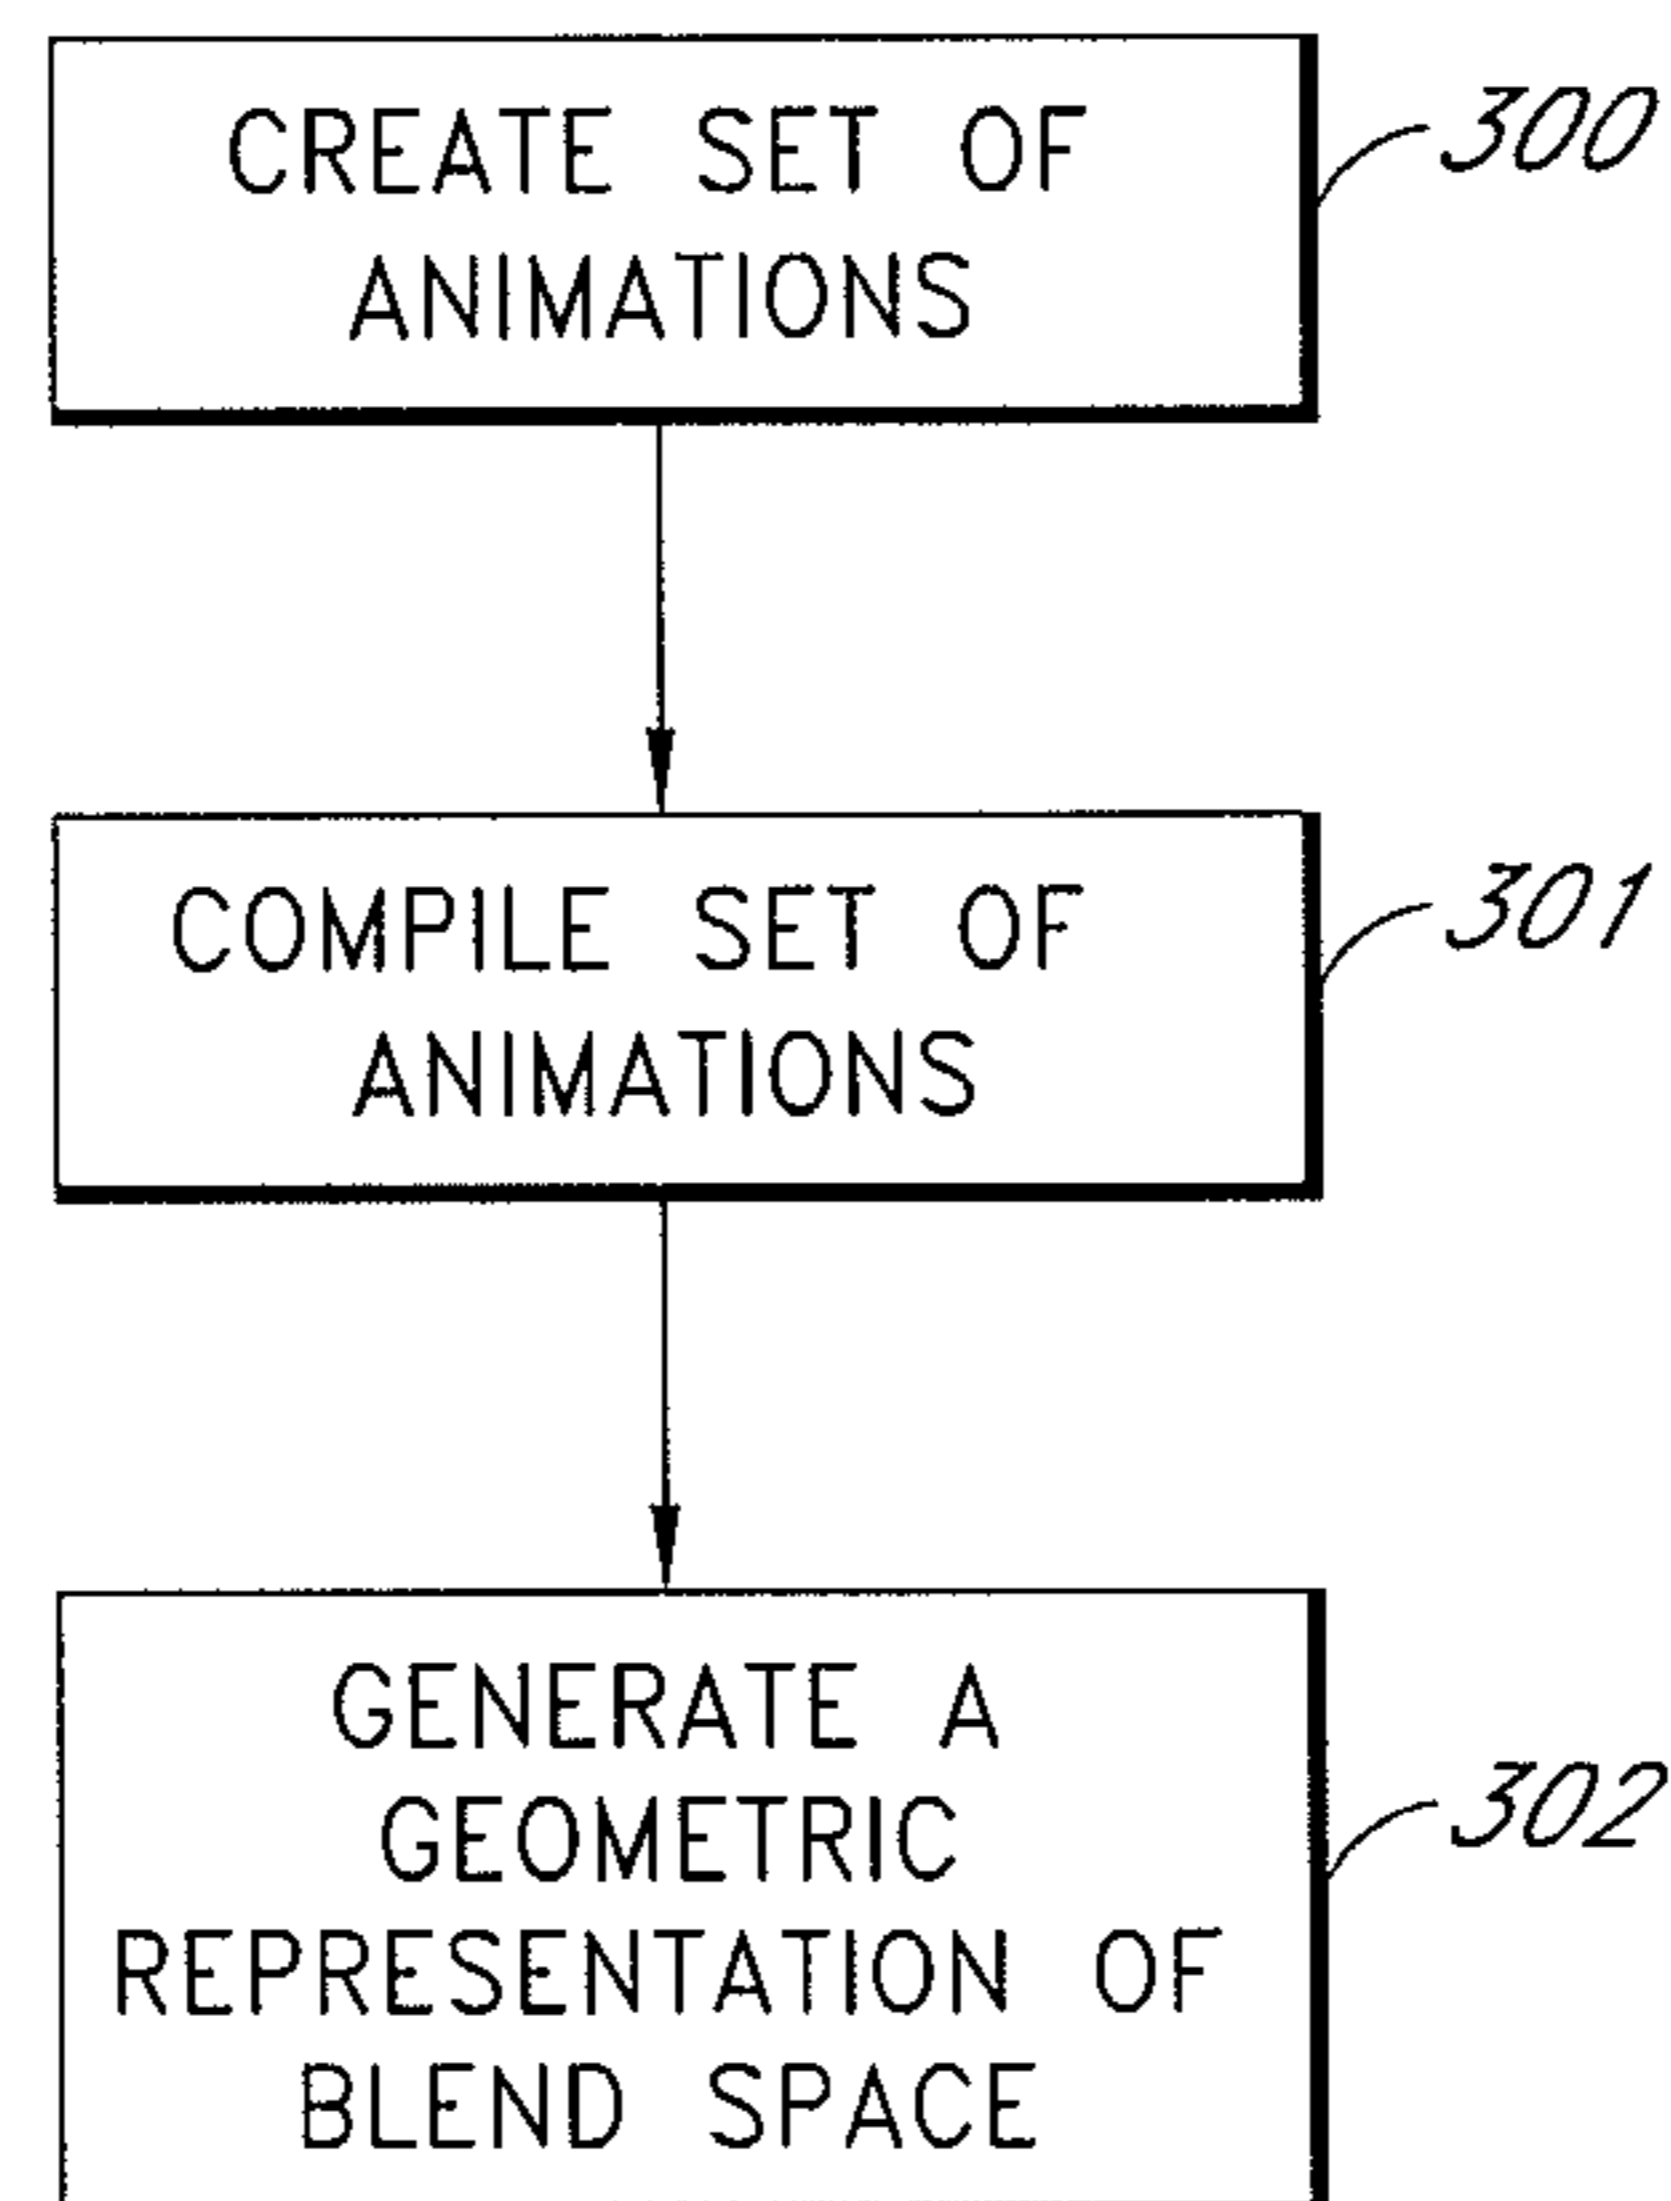 CREATE SET OF
ANIMATIONS
300
COMPILE SET OF
ANIMATIONS
301
GENERATE A
GEOMETRIC
REPRESENTATION OF
BLEND SPACE
302